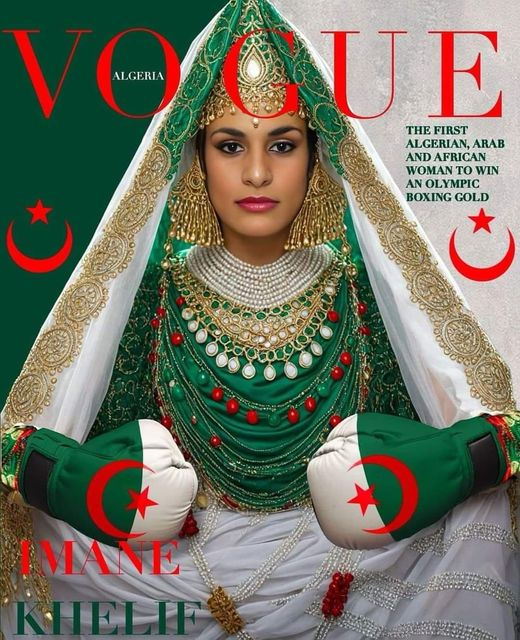 VOGUE
ALGERIA
THE FIRST
ALGERIAN, ARAB
AND AFRICAN
WOMAN TO WIN
AN OLYMPIC
BOXING GOLD
IMANE
KHELIF